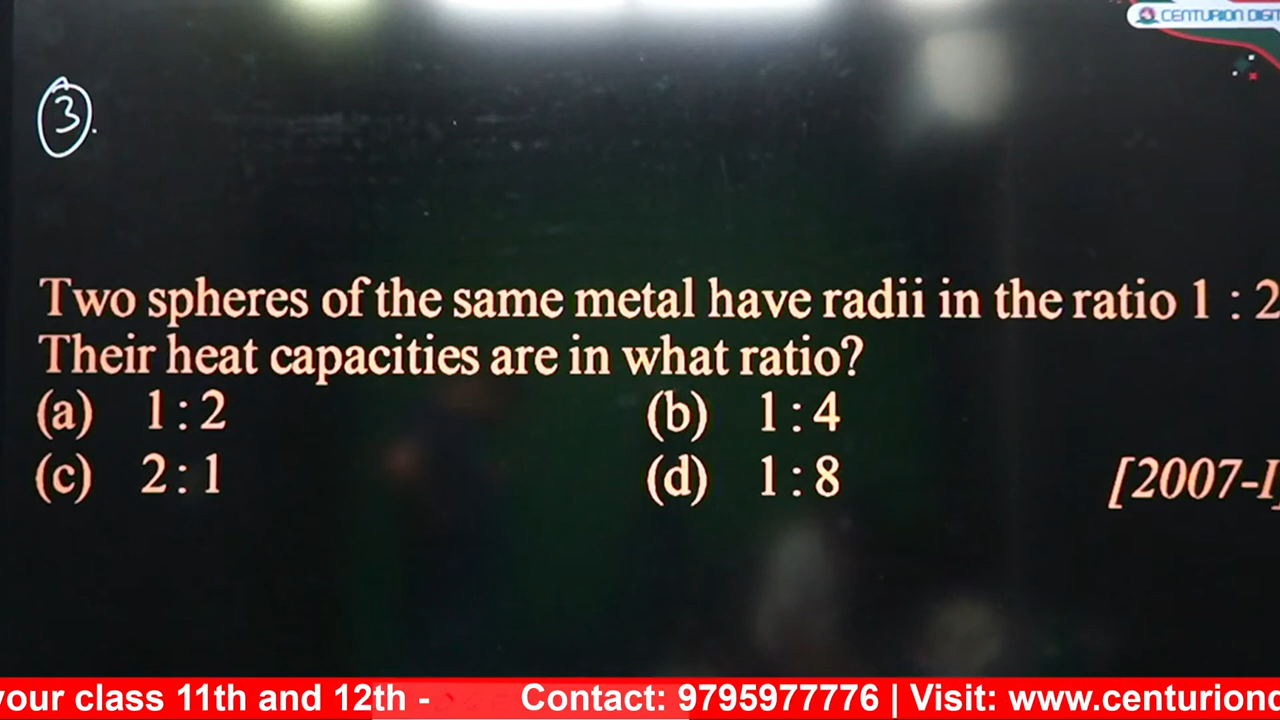 CENTURION DIGIT
3.
Two spheres of the same metal have radii in the ratio 1 : 2
Their heat capacities are in what ratio?
(a) 1 : 2 (b) 1 : 4
(c) 2 : 1 (d) 1 : 8 [2007-I]
your class 11th and 12th - Contact: 9795977776 | Visit: www.centuriond